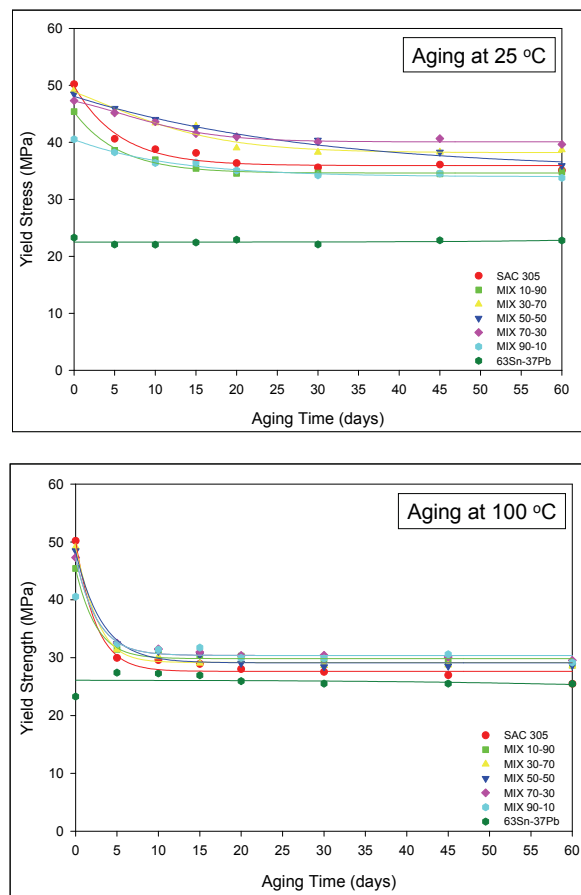 Aging at 25 °C
Yield Stress (MPa)
60
50
40
30
20
10
0
SAC 305
MIX 10-90
MIX 30-70
MIX 50-50
MIX 70-30
MIX 90-10
63Sn-37Pb
0 5 10 15 20 25 30 35 40 45 50 55 60
Aging Time (days)
Aging at 100 °C
Yield Strength (MPa)
60
50
40
30
20
10
0
SAC 305
MIX 10-90
MIX 30-70
MIX 50-50
MIX 70-30
MIX 90-10
63Sn-37Pb
0 5 10 15 20 25 30 35 40 45 50 55 60
Aging Time (days)